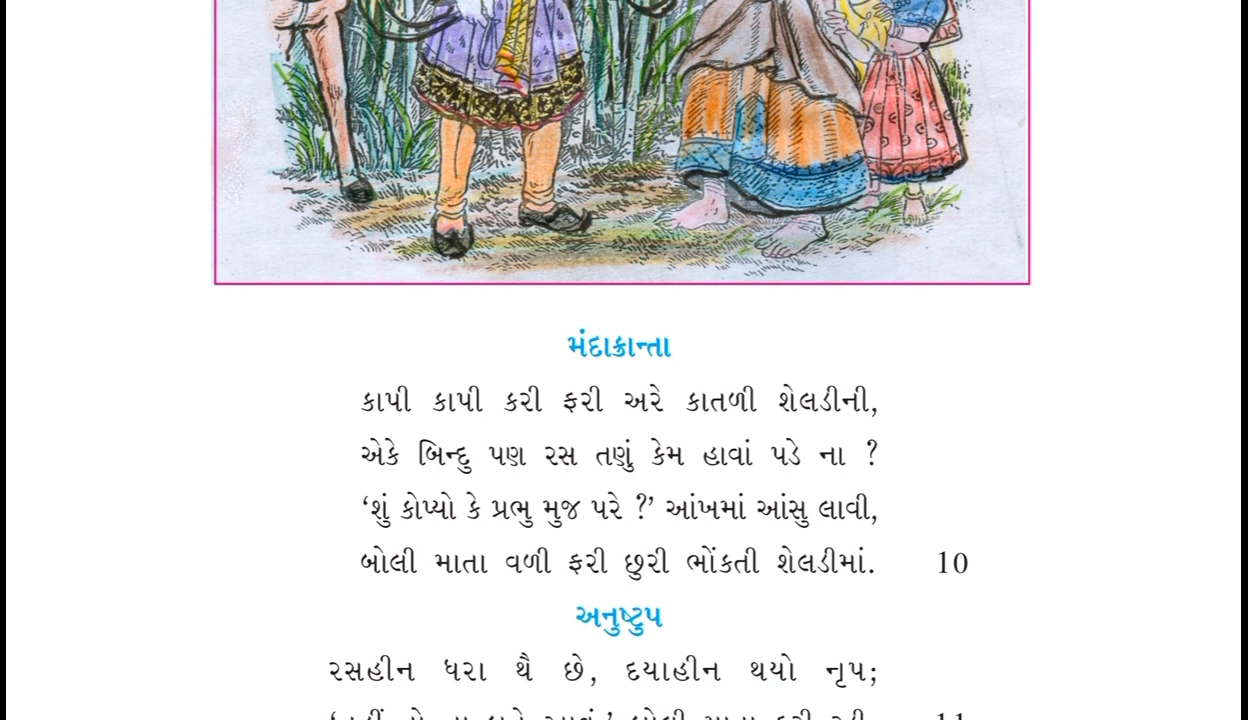 મંદાક્રાન્તા
કાપી કાપી કરી ફરી અરે કાતળી શેલડીની,
એકે બિન્દુ પણ રસ તણું કેમ હાવાં પડે ના ?
‘શું કોપ્યો કે પ્રભુ મુજ પરે ?’ આંખમાં આંસુ લાવી,
બોલી માતા વળી ફરી છુરી ભોંકતી શેલડીમાં. 10
અનુષ્ટુપ
રસહીન ધરા થૈ છે, દયાહીન થયો નૃપ;